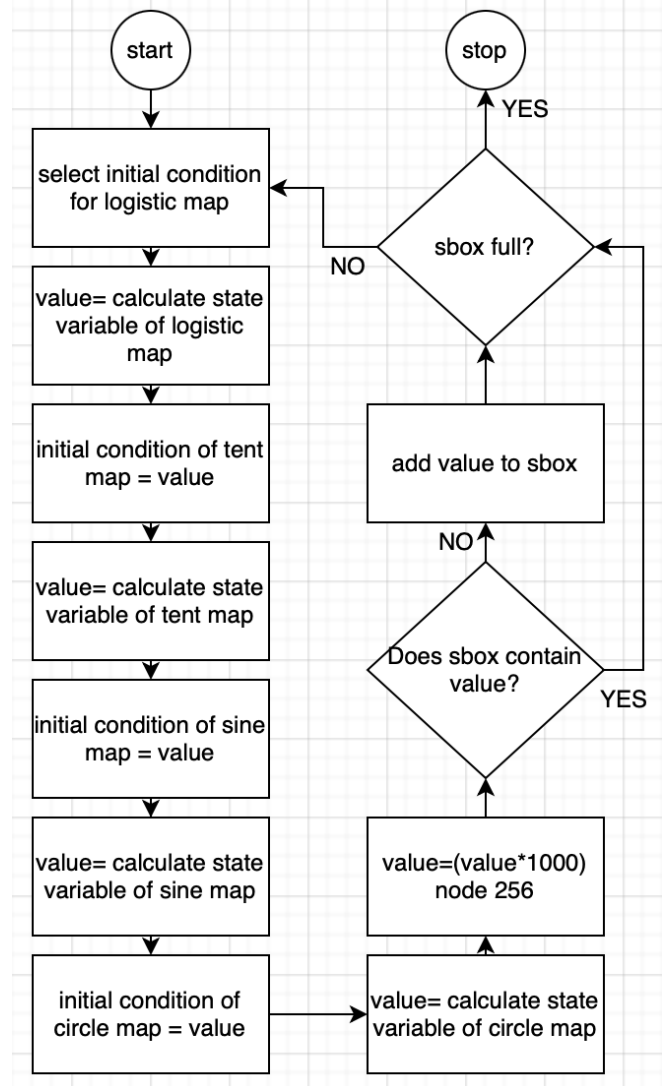 start
select initial condition
for logistic map
value= calculate state
variable of logistic
map
initial condition of tent
map = value
value= calculate state
variable of tent map
initial condition of sine
map = value
value= calculate state
variable of sine map
initial condition of
circle map = value
value= calculate state
variable of circle map
value=(value*1000)
node 256
Does sbox contain
value?
YES
NO
add value to sbox
sbox full?
NO
YES
stop